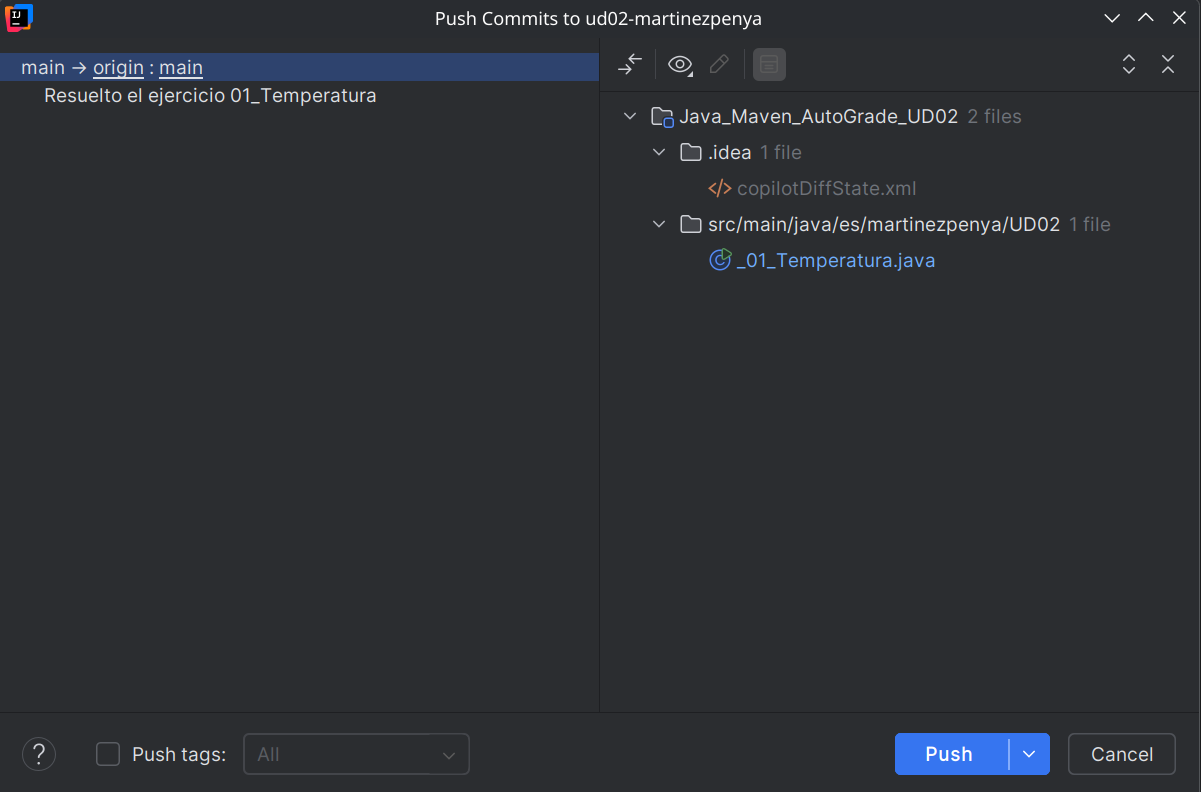 Push Commits to ud02-martinezpenya
main → origin : main
Resuelto el ejercicio 01_Temperatura
Java_Maven_AutoGrade_UD02 2 files
.idea 1 file
</> copilotDiffState.xml
src/main/java/es/martinezpenya/UD02 1 file
_01_Temperatura.java
? Push tags: All
Push
Cancel